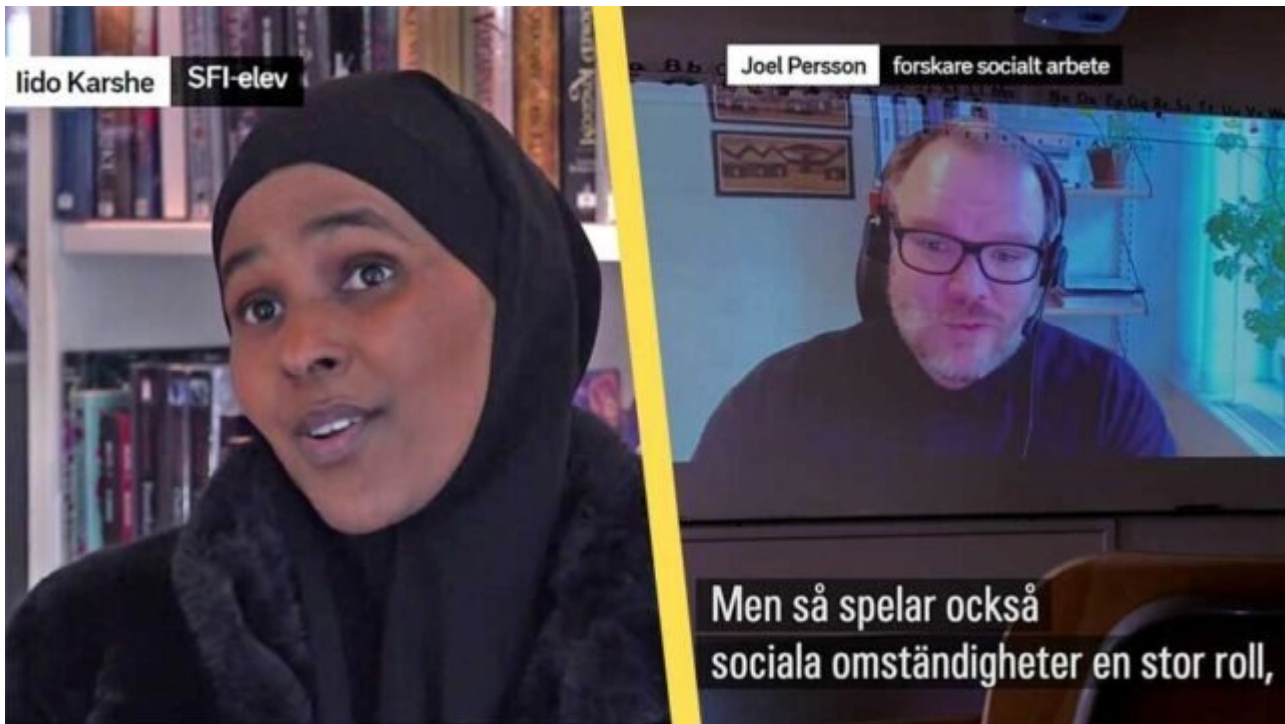 Iido Karshe SFI-elev
Joel Persson forskare socialt arbete
Men så spelar också
sociala omständigheter en stor roll,